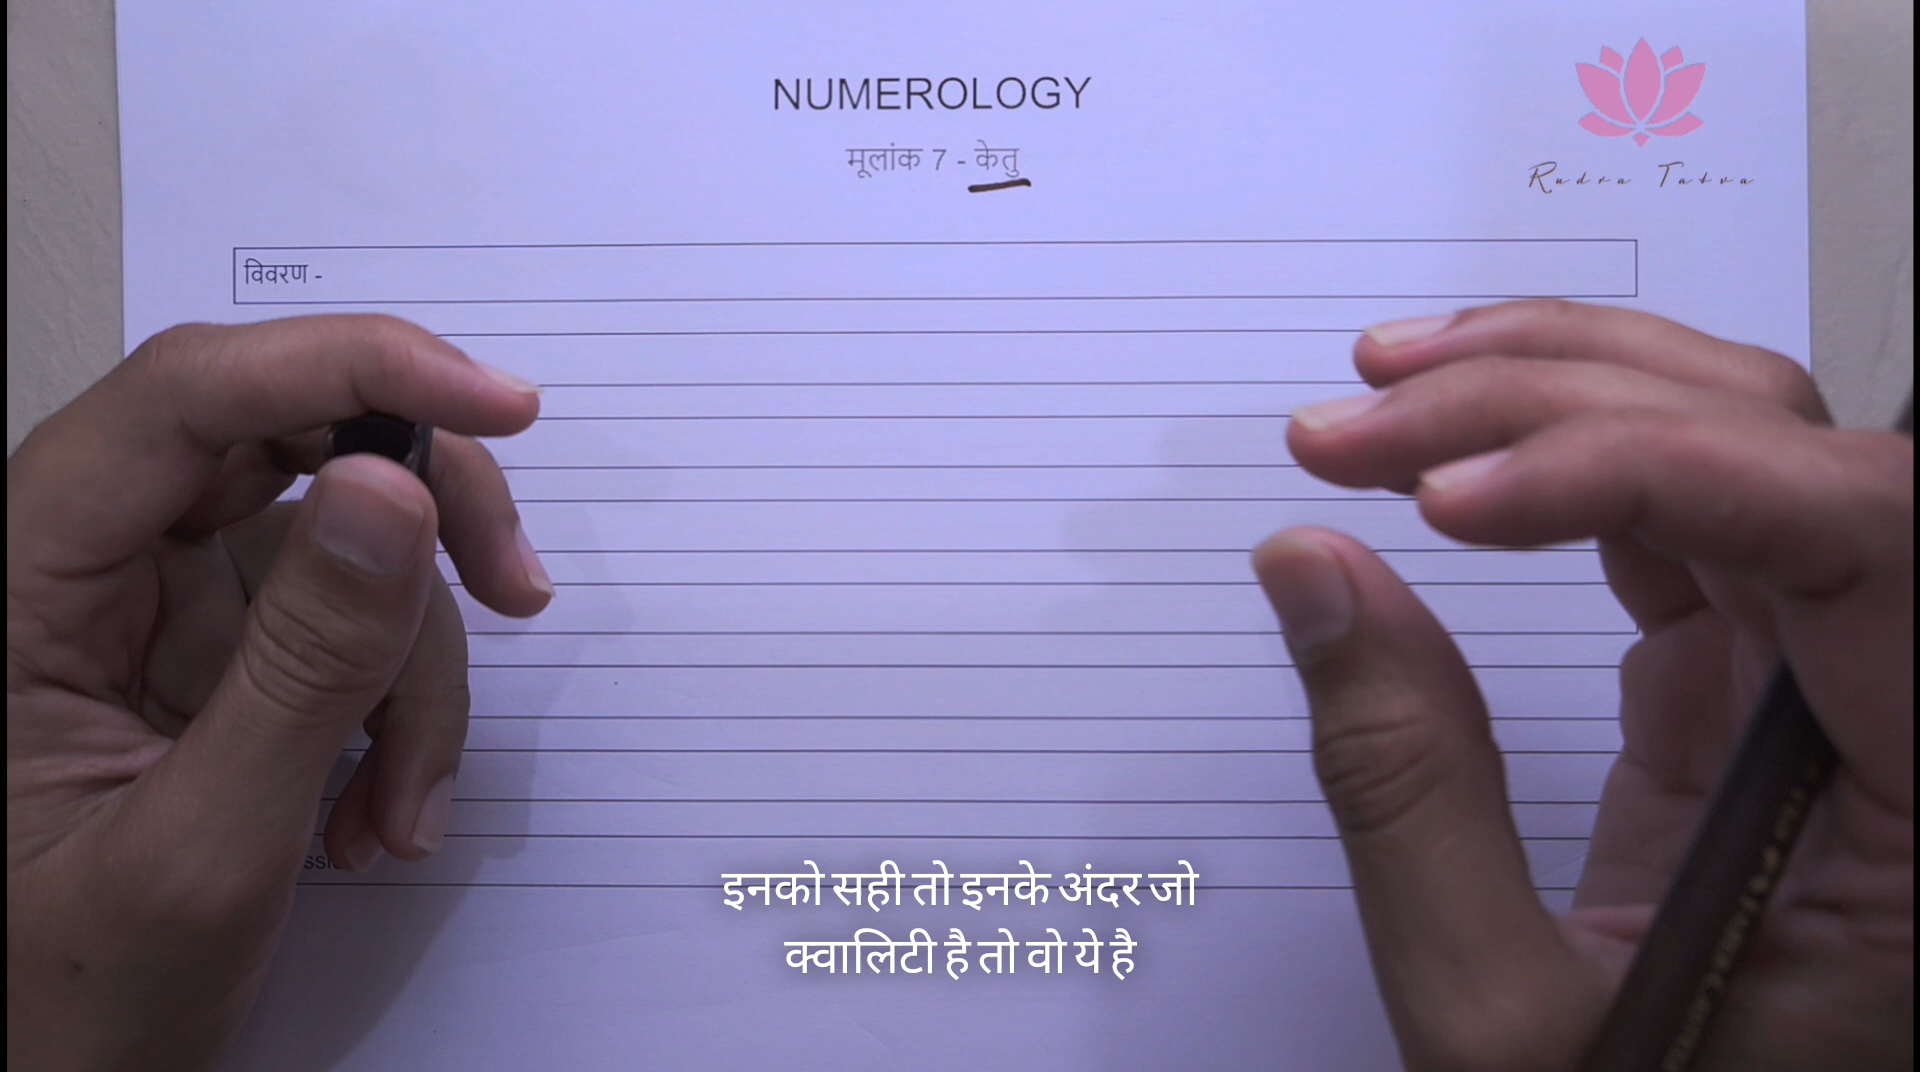 NUMEROLOGY
मूलांक 7 - केतु
Rudra Tatva
विवरण -
इनको सही तो इनके अंदर जो
क्वालिटी है तो वो ये है